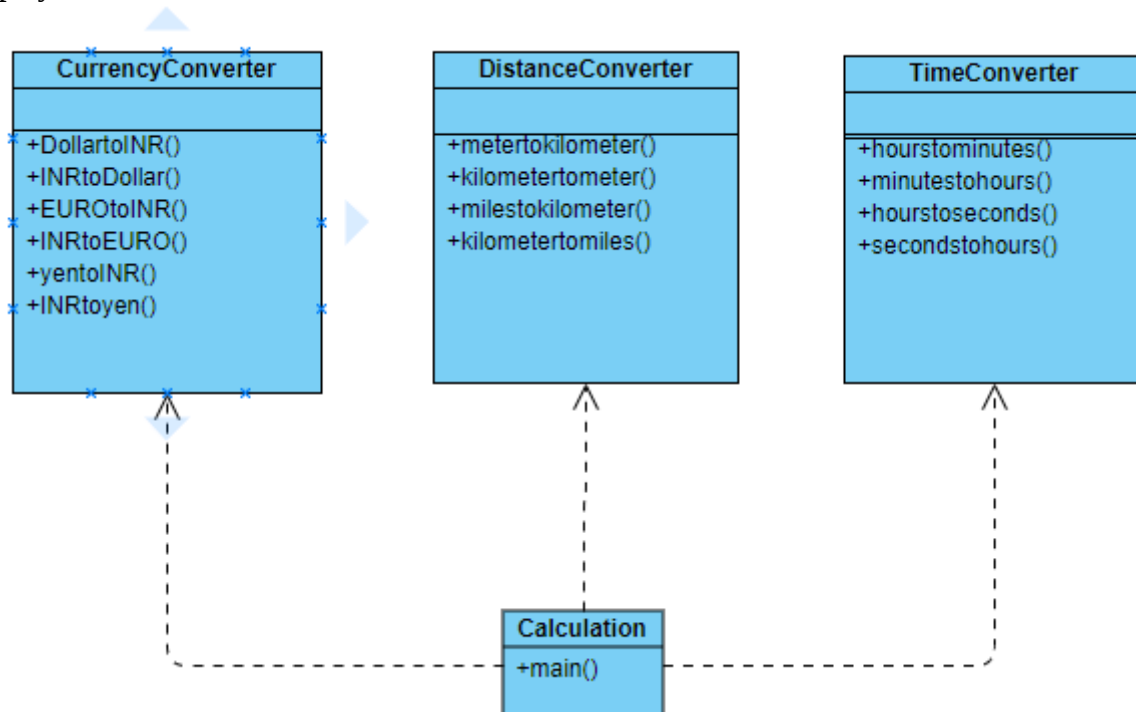 CurrencyConverter
+DollartoINR()
+INRtoDollar()
+EUROtoINR()
+INRtoEURO()
+yentoINR()
+INRtoyen()
DistanceConverter
+metertokilometer()
+kilometertometer()
+milestokilometer()
+kilometertomiles()
TimeConverter
+hourstominutes()
+minutestohours()
+hourstoseconds()
+secondstohours()
Calculation
+main()